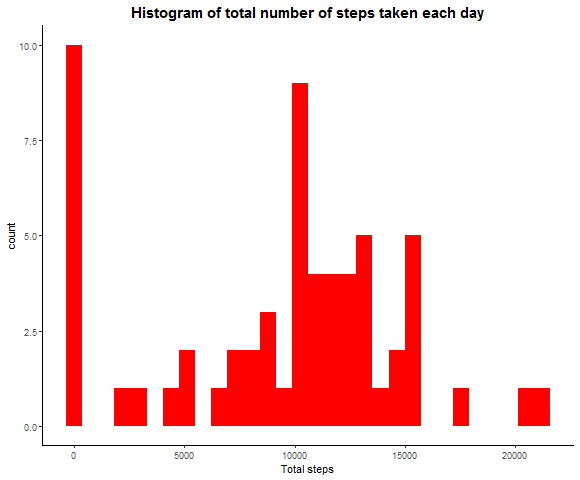 Histogram of total number of steps taken each day
10.0
7.5
5.0
2.5
0.0
count
0 5000 10000 15000 20000
Total steps